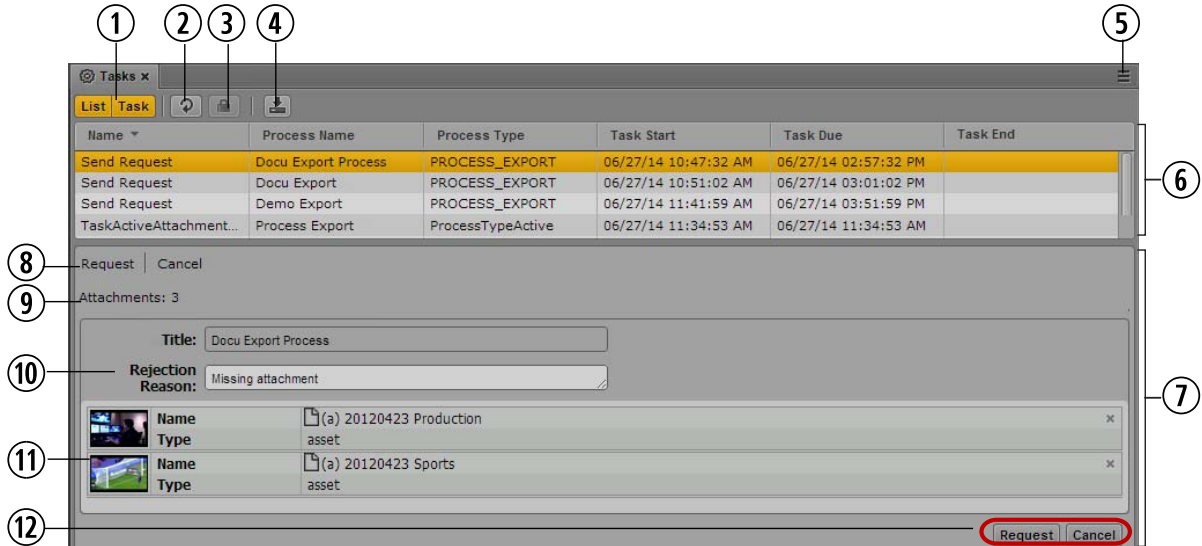 1 2 3 4 5
Tasks x
List Task
Name Process Name Process Type Task Start Task Due Task End
Send Request Docu Export Process PROCESS_EXPORT 06/27/14 10:47:32 AM 06/27/14 02:57:32 PM
Send Request Docu Export PROCESS_EXPORT 06/27/14 10:51:02 AM 06/27/14 03:01:02 PM
6
Send Request Demo Export PROCESS_EXPORT 06/27/14 11:41:59 AM 06/27/14 03:51:59 PM
TaskActiveAttachment... Process Export ProcessTypeActive 06/27/14 11:34:53 AM 06/27/14 11:34:53 AM
8 Request Cancel
9 Attachments: 3
Title: Docu Export Process
10 Rejection Reason: Missing attachment
7
Name (a) 20120423 Production x
Type asset
11 Name (a) 20120423 Sports x
Type asset
12 Request Cancel